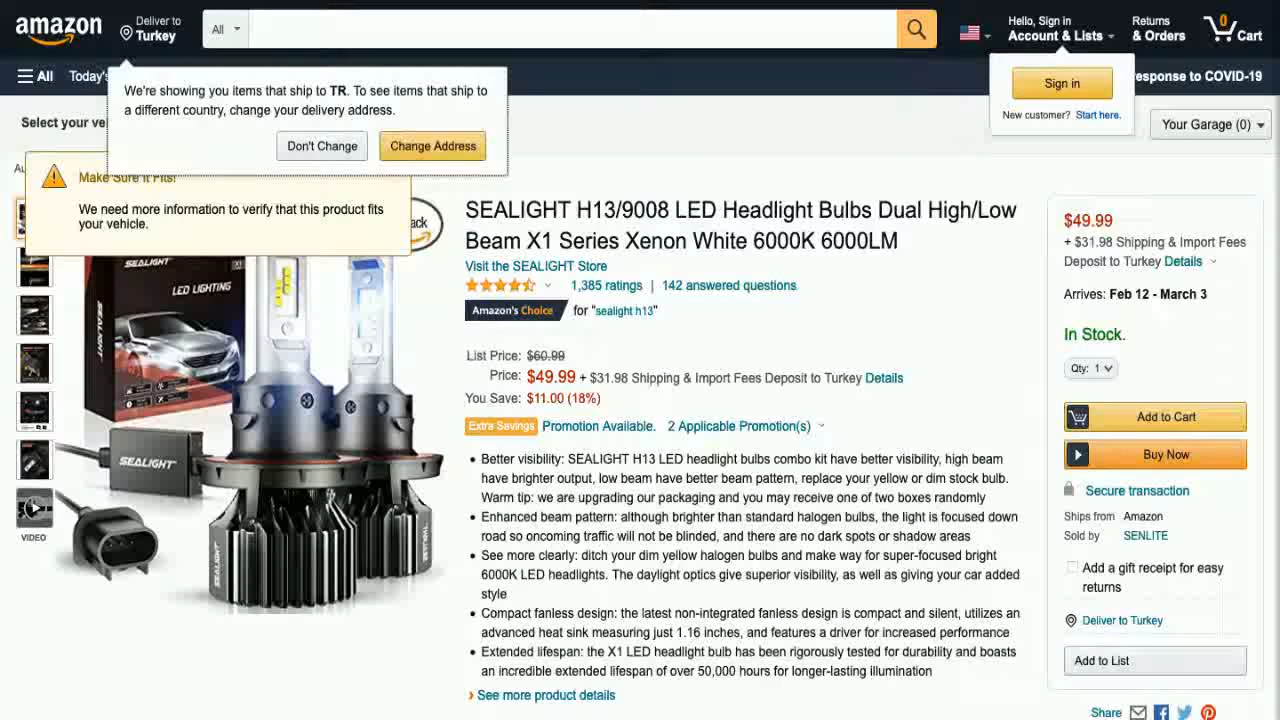 amazon
Deliver to
Turkey
All
Hello, Sign in
Account & Lists
Returns
& Orders
0
Cart
All
Today's
response to COVID-19
We're showing you items that ship to TR. To see items that ship to
a different country, change your delivery address.
Don't Change
Change Address
Sign in
New customer? Start here.
Select your
Your Garage (0)
Make Sure It Fits!
We need more information to verify that this product fits
your vehicle.
SEALIGHT
X1
LED LIGHTING
SEALIGHT
SEALIGHT
SEALIGHT
VIDEO
SEALIGHT H13/9008 LED Headlight Bulbs Dual High/Low
Beam X1 Series Xenon White 6000K 6000LM
Visit the SEALIGHT Store
1,385 ratings | 142 answered questions
Amazon's Choice for "sealight h13"
List Price: $60.99
Price: $49.99 + $31.98 Shipping & Import Fees Deposit to Turkey Details
You Save: $11.00 (18%)
Extra Savings Promotion Available. 2 Applicable Promotion(s)
• Better visibility: SEALIGHT H13 LED headlight bulbs combo kit have better visibility, high beam
have brighter output, low beam have better beam pattern, replace your yellow or dim stock bulb.
Warm tip: we are upgrading our packaging and you may receive one of two boxes randomly
• Enhanced beam pattern: although brighter than standard halogen bulbs, the light is focused down
road so oncoming traffic will not be blinded, and there are no dark spots or shadow areas
• See more clearly: ditch your dim yellow halogen bulbs and make way for super-focused bright
6000K LED headlights. The daylight optics give superior visibility, as well as giving your car added
style
• Compact fanless design: the latest non-integrated fanless design is compact and silent, utilizes an
advanced heat sink measuring just 1.16 inches, and features a driver for increased performance
• Extended lifespan: the X1 LED headlight bulb has been rigorously tested for durability and boasts
an incredible extended lifespan of over 50,000 hours for longer-lasting illumination
› See more product details
$49.99
+ $31.98 Shipping & Import Fees
Deposit to Turkey Details
Arrives: Feb 12 - March 3
In Stock.
Qty: 1
Add to Cart
Buy Now
Secure transaction
Ships from Amazon
Sold by SENLITE
Add a gift receipt for easy
returns
Deliver to Turkey
Add to List
Share